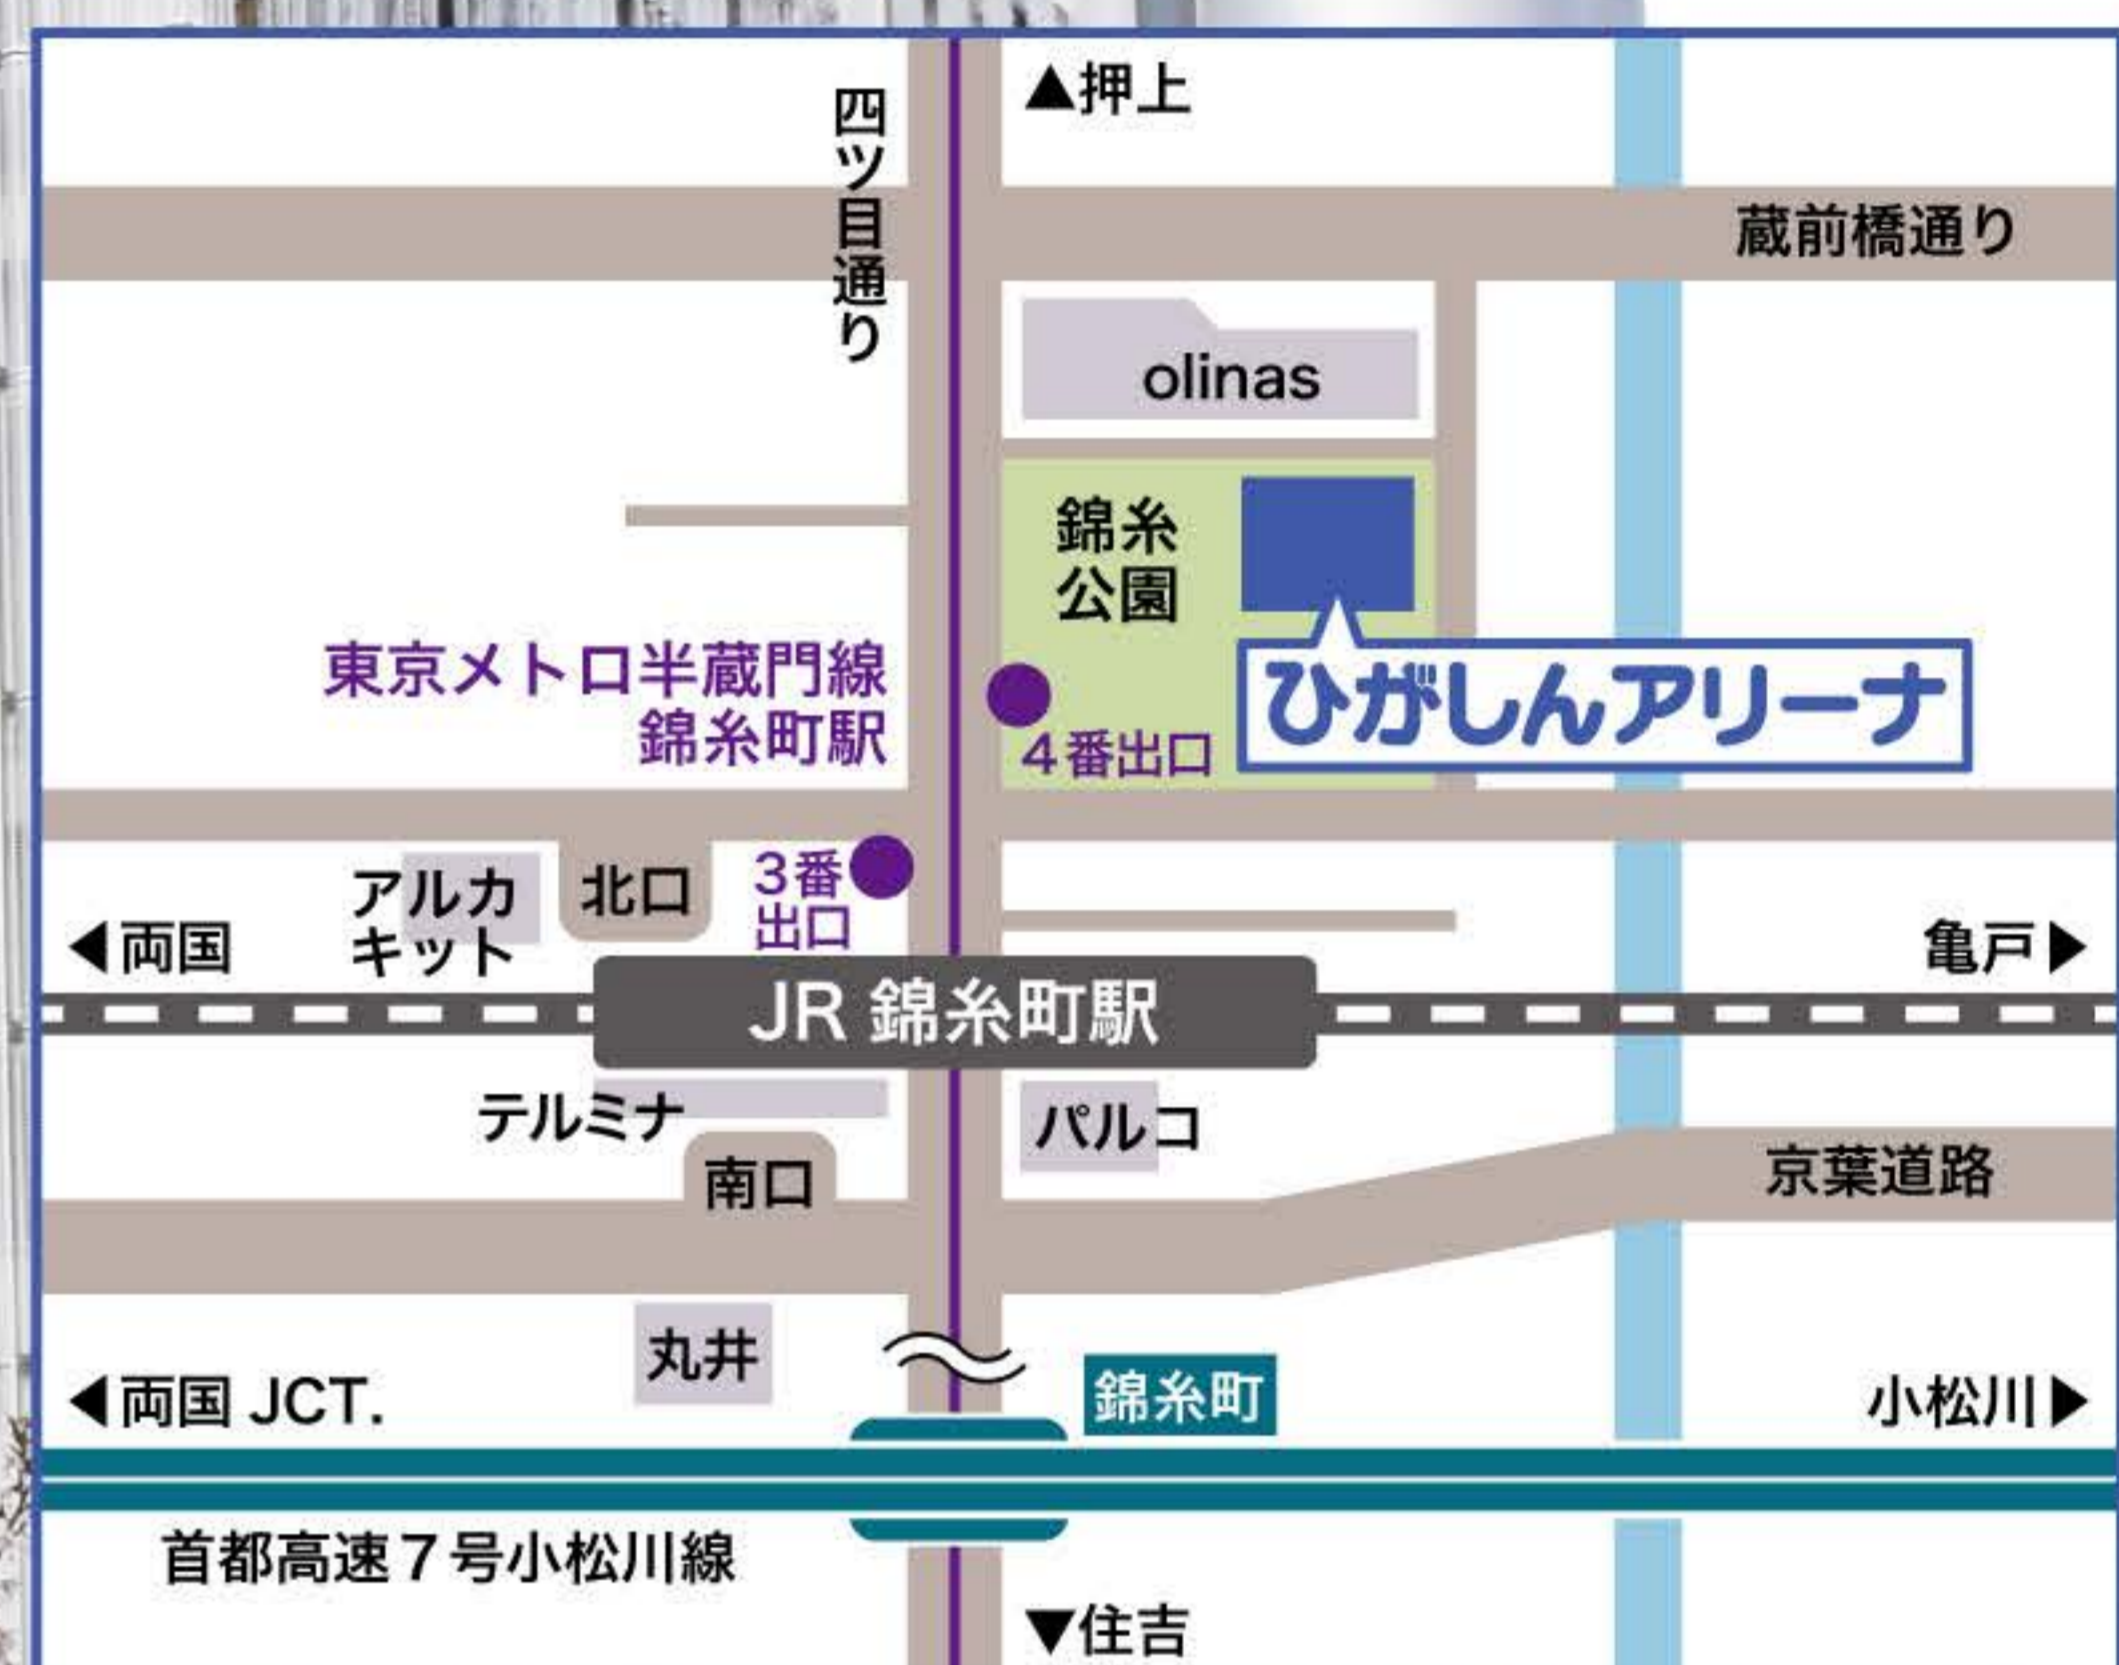 ▲押上
四ツ目通り
蔵前橋通り
olinas
錦糸
公園
ひがしんアリーナ
東京メトロ半蔵門線
錦糸町駅
4番出口
3番
出口
北口
アルカ
キット
◀両国
亀戸▶
JR 錦糸町駅
テルミナ
パルコ
南口
京葉道路
丸井
錦糸町
◀両国 JCT.
小松川▶
首都高速7号小松川線
▼住吉